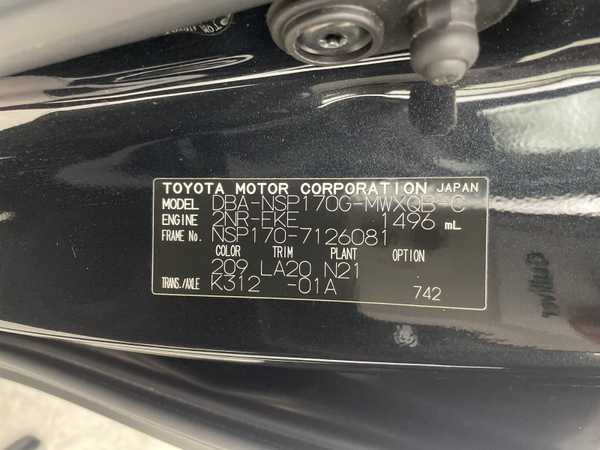 TOYOTA MOTOR CORPORATION JAPAN
MODEL DBA-NSP170G-MWXQB-C
ENGINE 2NR-FKE 1496 mL
FRAME No. NSP170-7126081
COLOR TRIM PLANT OPTION
209 LA20 N21
TRANS./AXLE K312 -01A 742